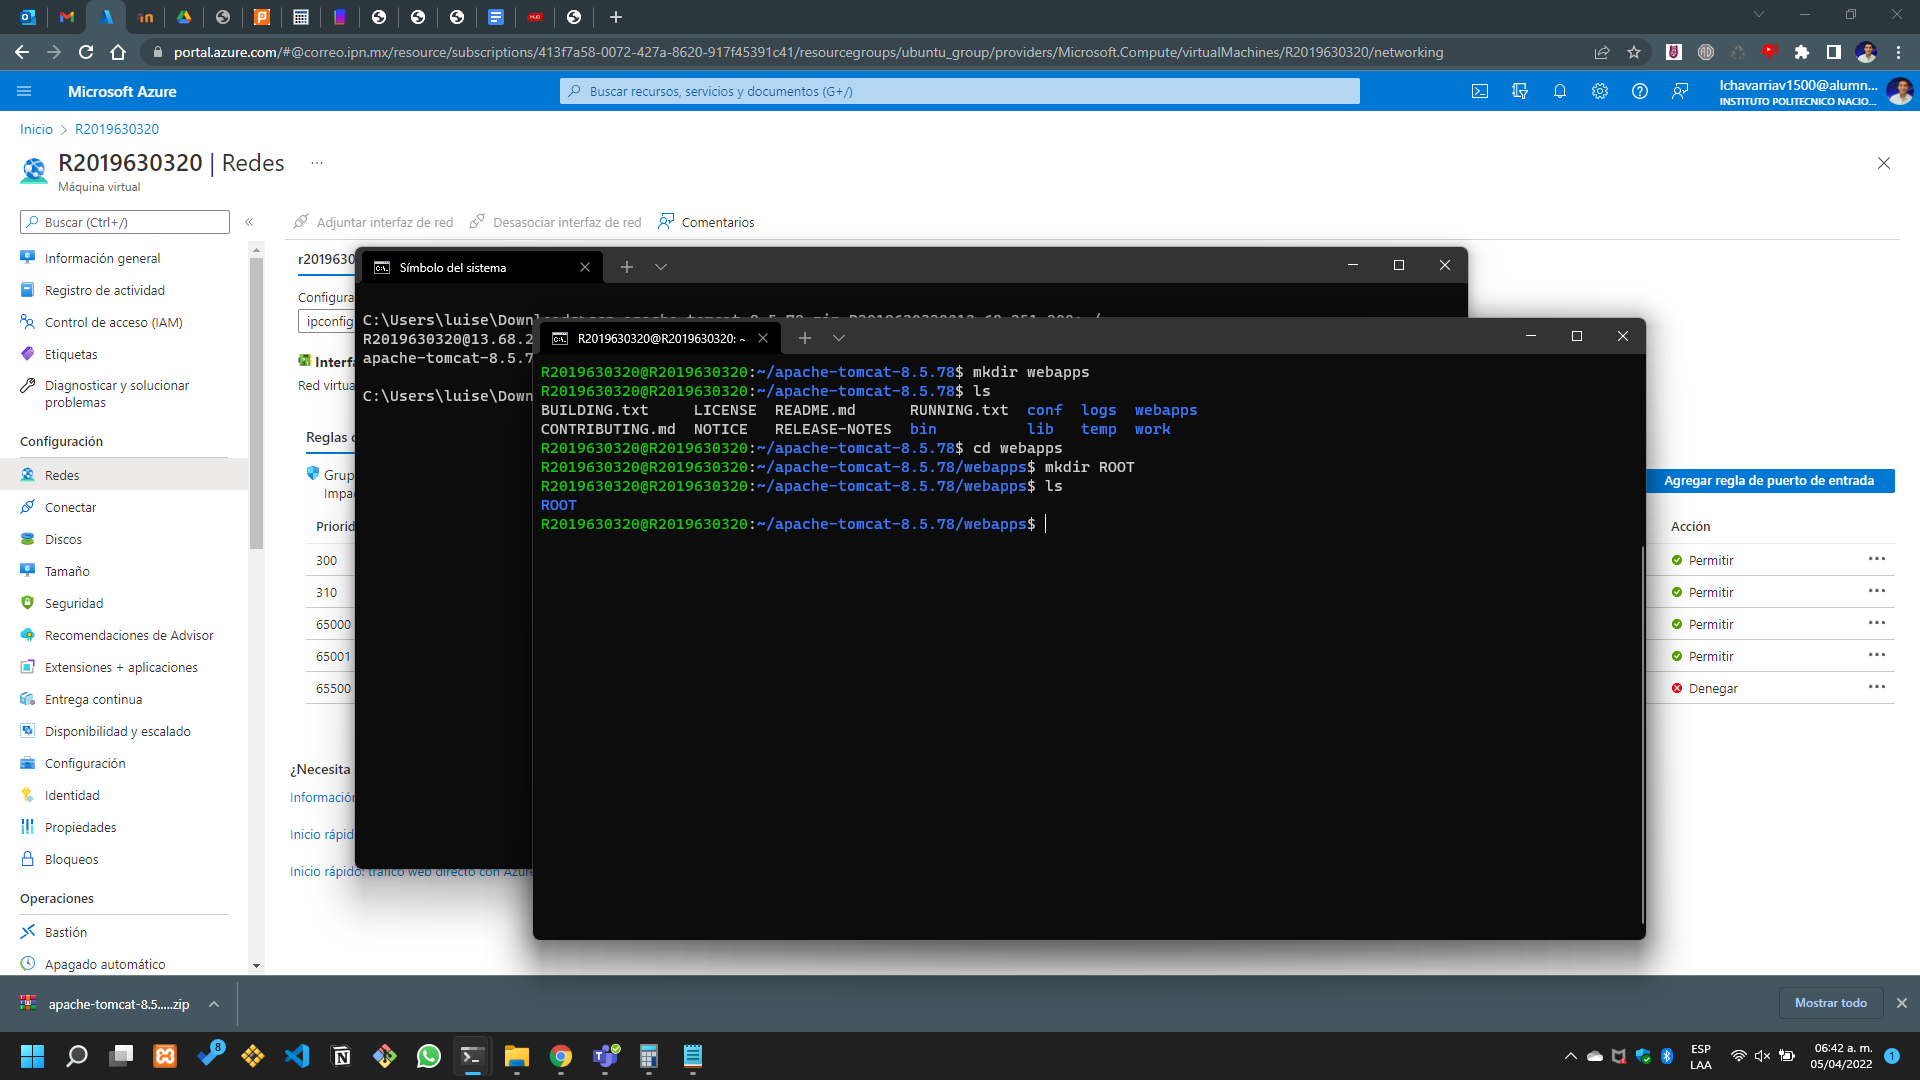 portal.azure.com/#@correo.ipn.mx/resource/subscriptions/413f7a58-0072-427a-8620-917f45391c41/resourcegroups/ubuntu_group/providers/Microsoft.Compute/virtualMachines/R2019630320/networking
Microsoft Azure
Buscar recursos, servicios y documentos (G+/)
lchavarriav1500@alumn...
INSTITUTO POLITECNICO NACIO...
Inicio > R2019630320
R2019630320 | Redes ...
Máquina virtual
Buscar (Ctrl+/)
«
Adjuntar interfaz de red
Desasociar interfaz de red
Comentarios
Información general
Registro de actividad
Control de acceso (IAM)
Etiquetas
Diagnosticar y solucionar
problemas
Configuración
Redes
Conectar
Discos
Tamaño
Seguridad
Recomendaciones de Advisor
Extensiones + aplicaciones
Entrega continua
Disponibilidad y escalado
Configuración
Identidad
Propiedades
Bloqueos
Operaciones
Bastión
Apagado automático
r201963
Configura
ipconfig
Interf
Red virtua
Reglas
Grup
Impa
Priorid
300
310
65000
65001
65500
¿Necesita
Información
Inicio rápid
Inicio rápido: tráfico web directo con Azure
Agregar regla de puerto de entrada
Acción
Permitir
Permitir
Permitir
Permitir
Denegar
Símbolo del sistema
C:\Users\luise\Down
R2019630320@13.68.2
apache-tomcat-8.5.7
C:\Users\luise\Down
R2019630320@R2019630320: ~
R2019630320@R2019630320:~/apache-tomcat-8.5.78$ mkdir webapps
R2019630320@R2019630320:~/apache-tomcat-8.5.78$ ls
BUILDING.txt LICENSE README.md RUNNING.txt conf logs webapps
CONTRIBUTING.md NOTICE RELEASE-NOTES bin lib temp work
R2019630320@R2019630320:~/apache-tomcat-8.5.78$ cd webapps
R2019630320@R2019630320:~/apache-tomcat-8.5.78/webapps$ mkdir ROOT
R2019630320@R2019630320:~/apache-tomcat-8.5.78/webapps$ ls
ROOT
R2019630320@R2019630320:~/apache-tomcat-8.5.78/webapps$
apache-tomcat-8.5.....zip
Mostrar todo
8
ESP
LAA
06:42 a. m.
05/04/2022
1